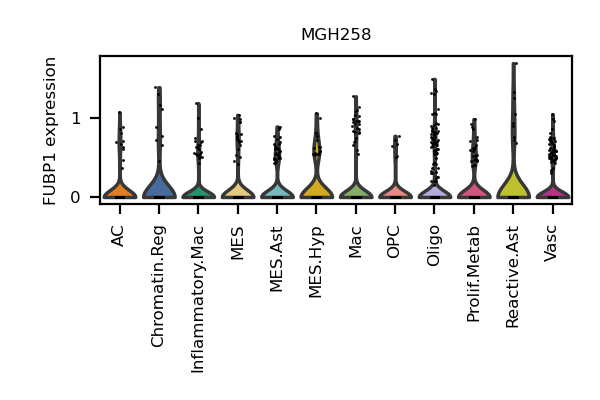 MGH258
FUBP1 expression
1
0
AC
Chromatin.Reg
Inflammatory.Mac
MES
MES.Ast
MES.Hyp
Mac
OPC
Oligo
Prolif.Metab
Reactive.Ast
Vasc